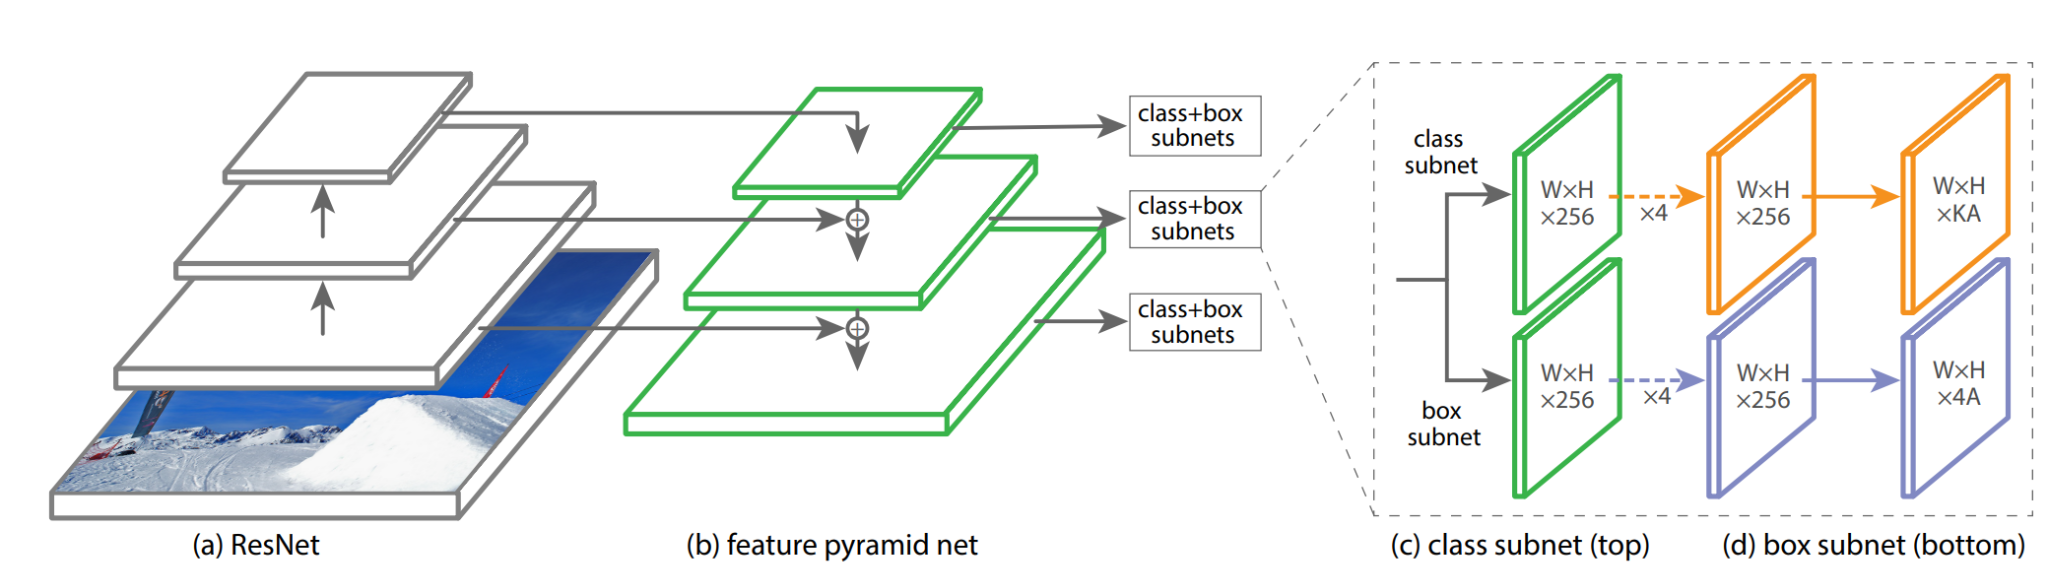 class+box
subnets
class+box
subnets
class+box
subnets
class
subnet
W×H
×256
×4
W×H
×256
W×H
×KA
box
subnet
W×H
×256
×4
W×H
×256
W×H
×4A
(a) ResNet
(b) feature pyramid net
(c) class subnet (top)
(d) box subnet (bottom)